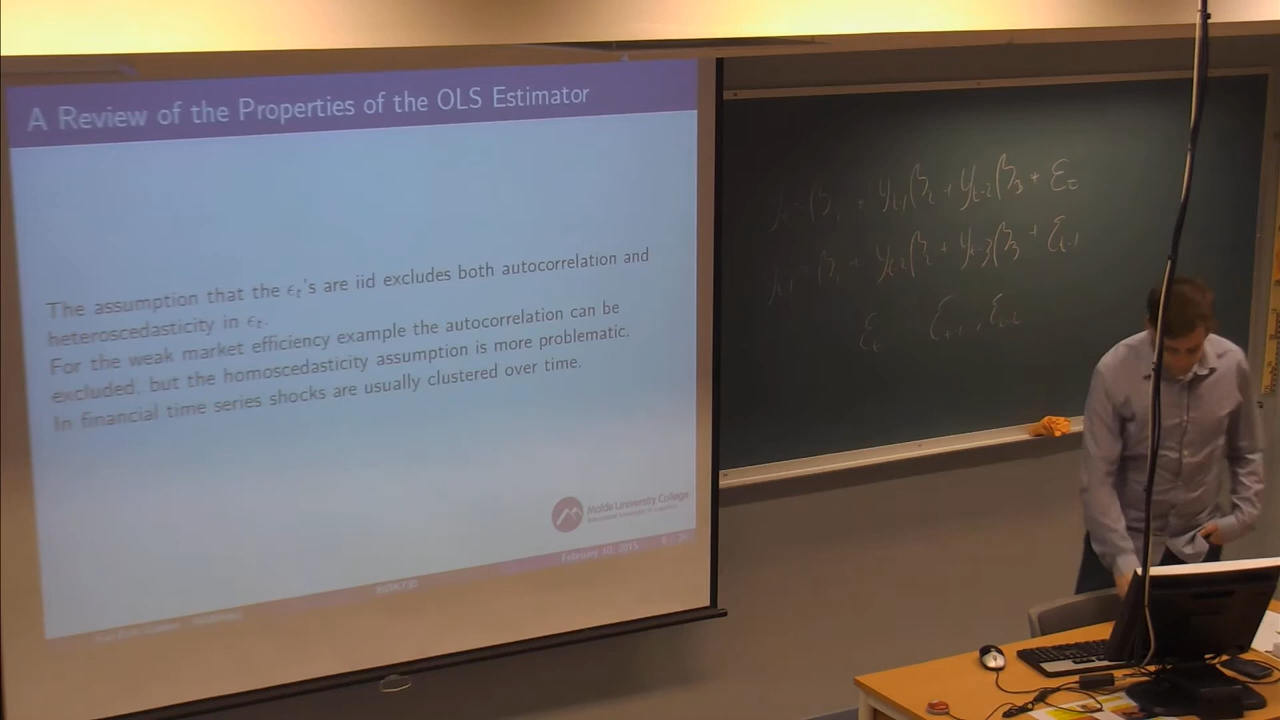 A Review of the Properties of the OLS Estimator
The assumption that the ϵₜ's are iid excludes both autocorrelation and
heteroscedasticity in ϵₜ.
For the weak market efficiency example the autocorrelation can be
excluded, but the homoscedasticity assumption is more problematic.
In financial time series shocks are usually clustered over time.
Molde University College
February 10, 2015
yₜ = β₁ + yₜ₋₁β₂ + yₜ₋₂β₃ + εₜ
yₜ₋₁ = β₁ + yₜ₋₂β₂ + yₜ₋₃β₃ + εₜ₋₁
εₜ εₜ₋₁, εₜ₋₂